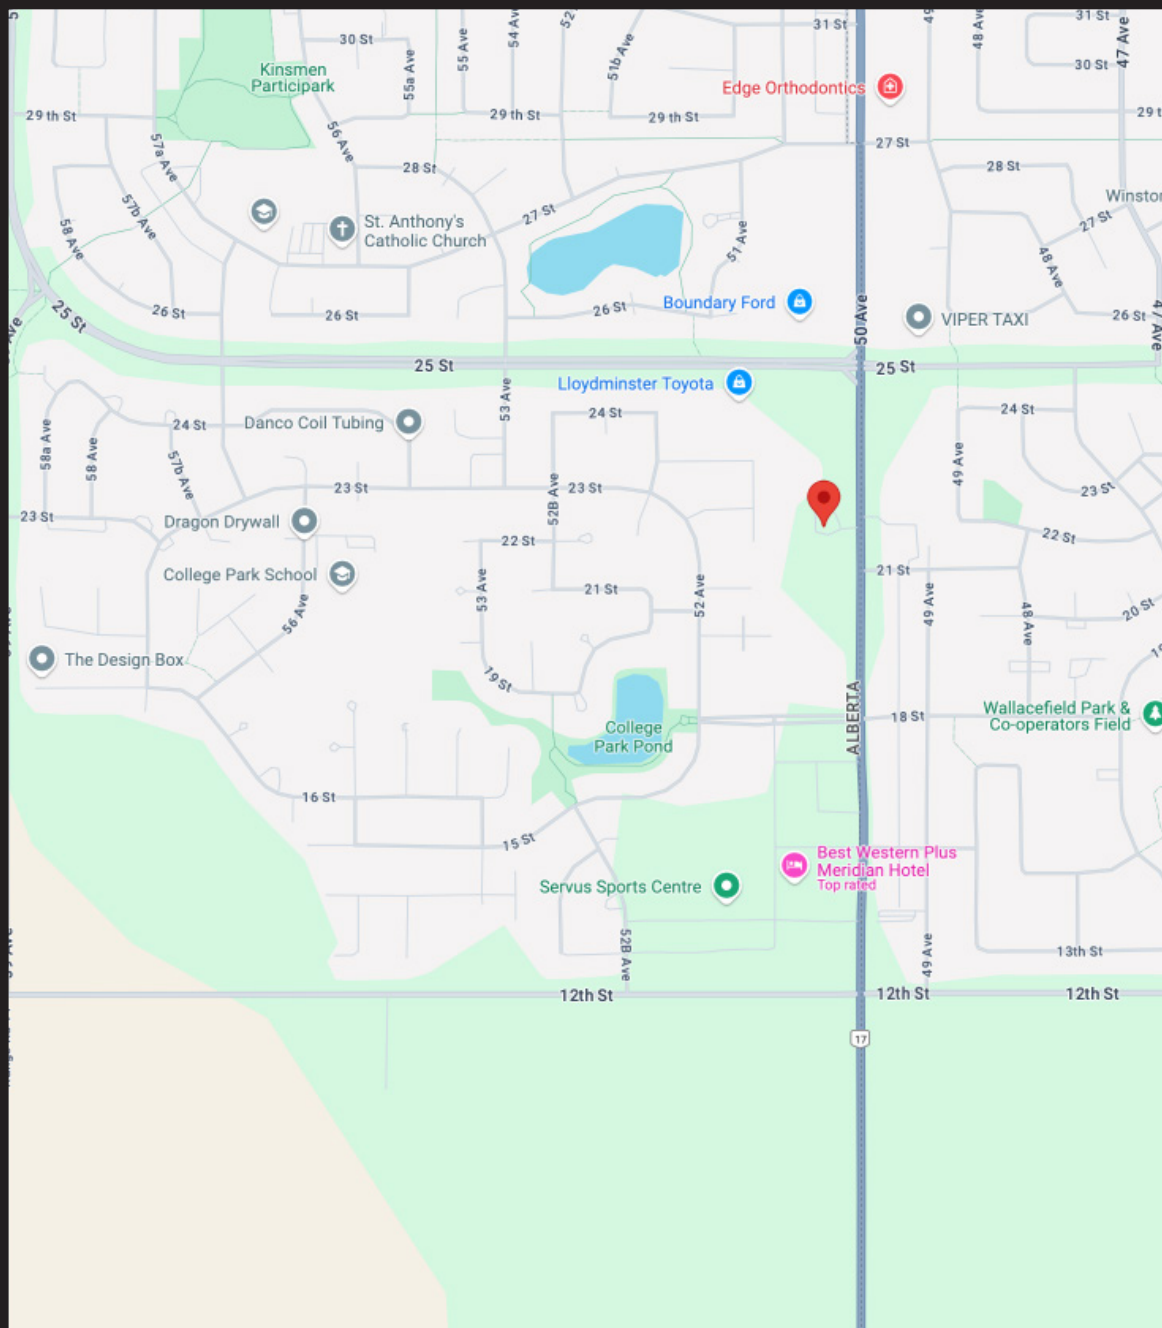 31 St
31 St
30 St
55 Ave
54 Ave
51b Ave
48 Ave
47 Ave
30 St
Kinsmen
Participark
55a Ave
Edge Orthodontics
29 th St
29 th St
29 th St
56 Ave
57a Ave
27 St
28 St
28 St
57b Ave
58 Ave
St. Anthony's
Catholic Church
27 St
51 Ave
27 St
48 Ave
26 St
26 St
26 St
Boundary Ford
50 Ave
VIPER TAXI
26 St
47 Ave
25 St
25 St
25 St
Lloydminster Toyota
53 Ave
24 St
24 St
24 St
Danco Coil Tubing
58a Ave
58 Ave
57b Ave
49 Ave
23 St
23 St
23 St
23 St
52B Ave
Dragon Drywall
22 St
22 St
College Park School
21 St
21 St
53 Ave
52 Ave
56 Ave
49 Ave
48 Ave
20 St
The Design Box
19 St
ALBERTA
18 St
Wallacefield Park &
Co-operators Field
College
Park Pond
16 St
15 St
Best Western Plus
Meridian Hotel
Top rated
Servus Sports Centre
52B Ave
49 Ave
13th St
12th St
12th St
12th St
17